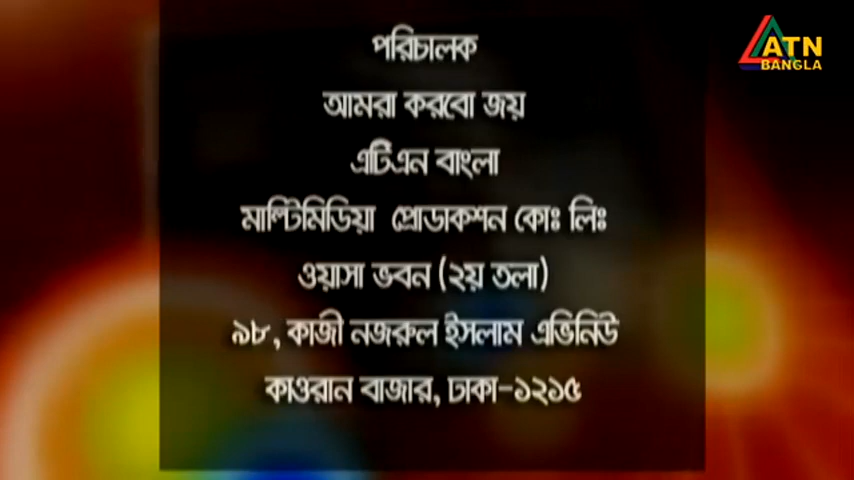 পরিচালক
আমরা করবো জয়
এটিএন বাংলা
মাল্টিমিডিয়া প্রোডাকশন কোঃ লিঃ
ওয়াসা ভবন (২য় তলা)
৯৮, কাজী নজরুল ইসলাম এভিনিউ
কাওরান বাজার, ঢাকা-১২১৫
ATN
BANGLA